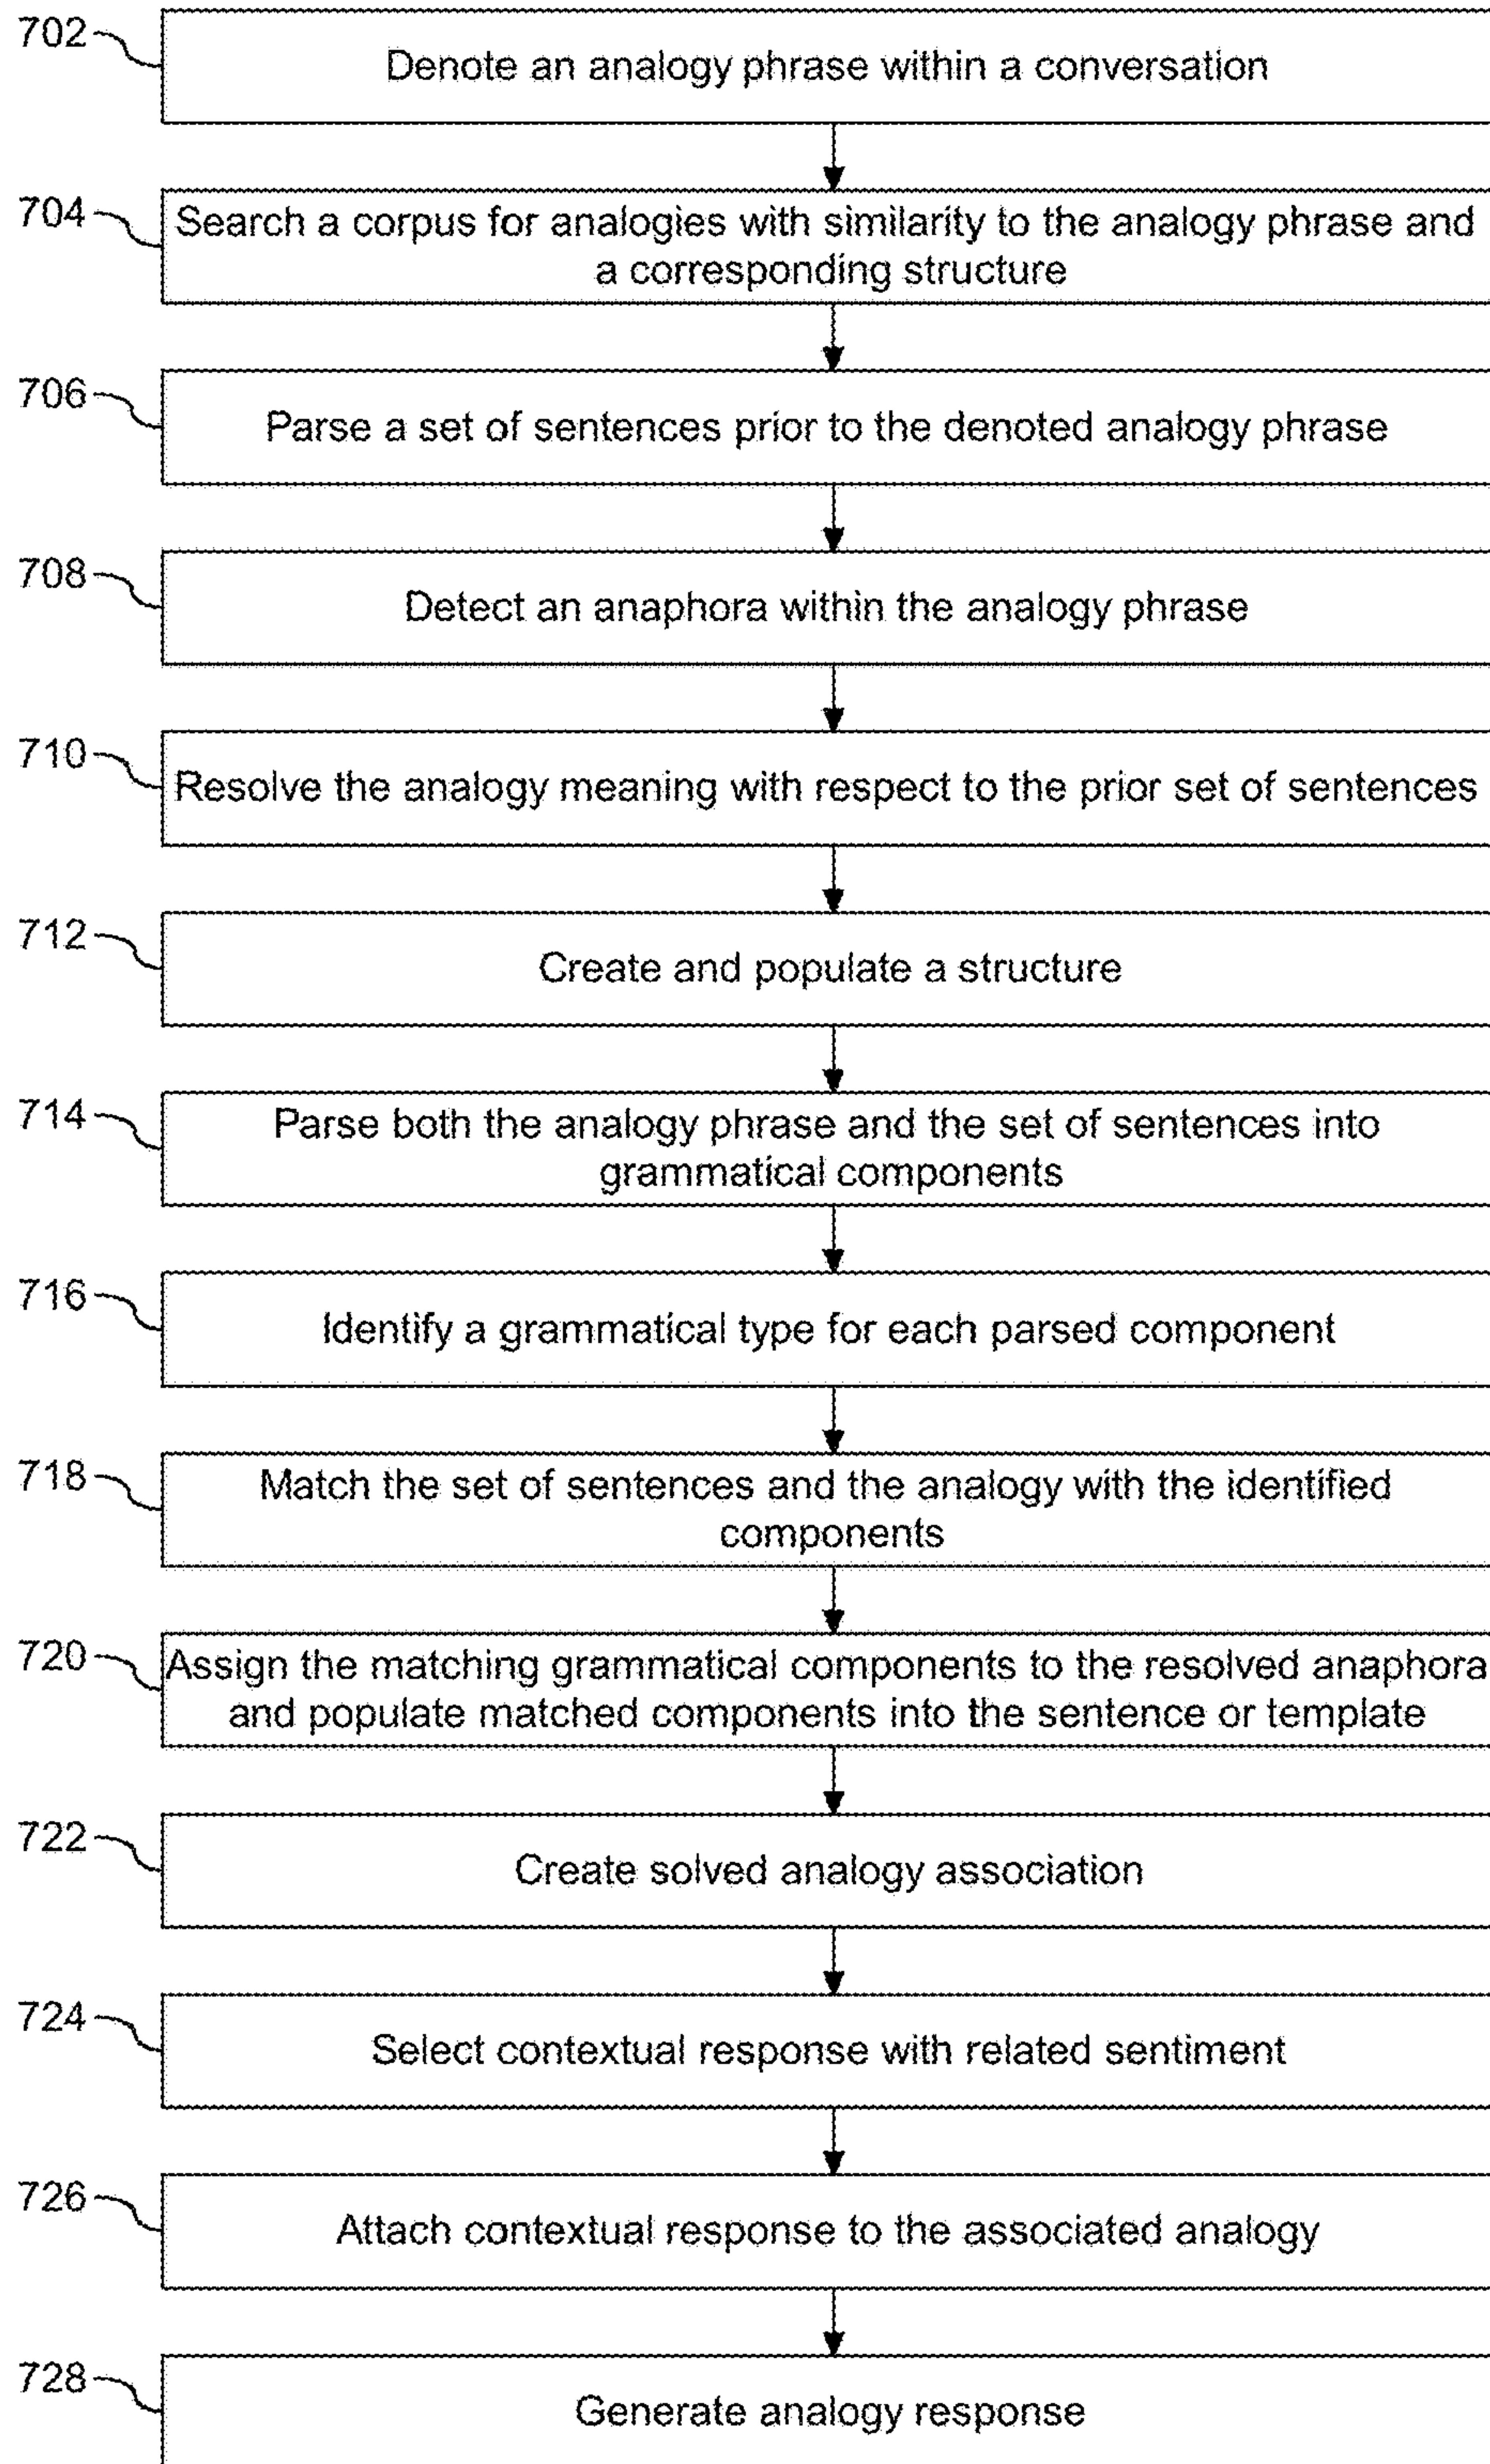 702
Denote an analogy phrase within a conversation
704
Search a corpus for analogies with similarity to the analogy phrase and
a corresponding structure
706
Parse a set of sentences prior to the denoted analogy phrase
708
Detect an anaphora within the analogy phrase
710
Resolve the analogy meaning with respect to the prior set of sentences
712
Create and populate a structure
714
Parse both the analogy phrase and the set of sentences into
grammatical components
716
Identify a grammatical type for each parsed component
718
Match the set of sentences and the analogy with the identified
components
720
Assign the matching grammatical components to the resolved anaphora
and populate matched components into the sentence or template
722
Create solved analogy association
724
Select contextual response with related sentiment
726
Attach contextual response to the associated analogy
728
Generate analogy response